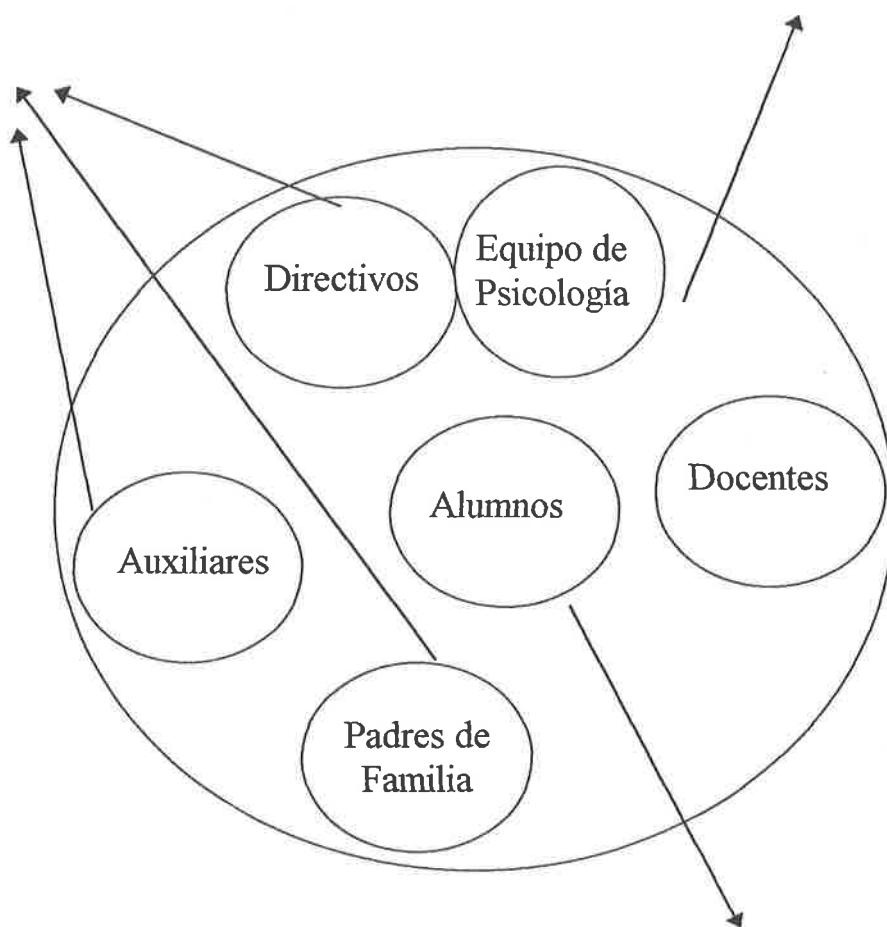 Directivos
Equipo de
Psicología
Docentes
Alumnos
Auxiliares
Padres de
Familia